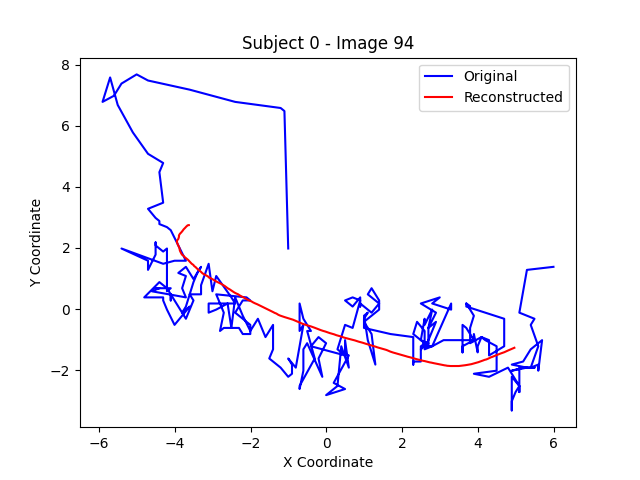 Subject 0 - Image 94
Original
Reconstructed
Y Coordinate
8
6
4
2
0
−2
−6
−4
−2
0
2
4
6
X Coordinate